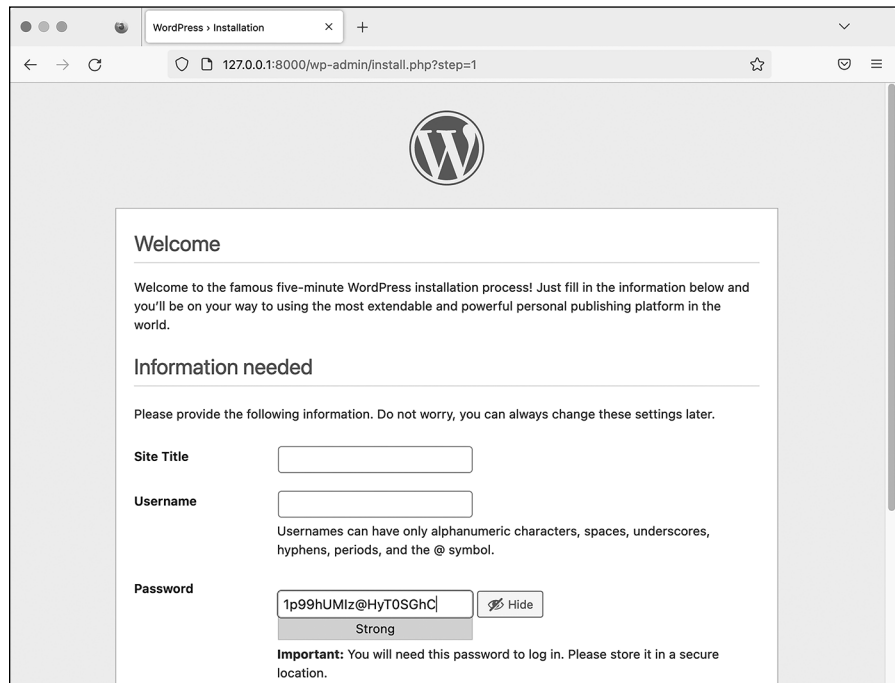 WordPress › Installation
127.0.0.1:8000/wp-admin/install.php?step=1
Welcome
Welcome to the famous five-minute WordPress installation process! Just fill in the information below and
you’ll be on your way to using the most extendable and powerful personal publishing platform in the
world.
Information needed
Please provide the following information. Do not worry, you can always change these settings later.
Site Title
Username
Usernames can have only alphanumeric characters, spaces, underscores,
hyphens, periods, and the @ symbol.
Password
1p99hUMIz@HyT0SGhC
Hide
Strong
Important: You will need this password to log in. Please store it in a secure
location.